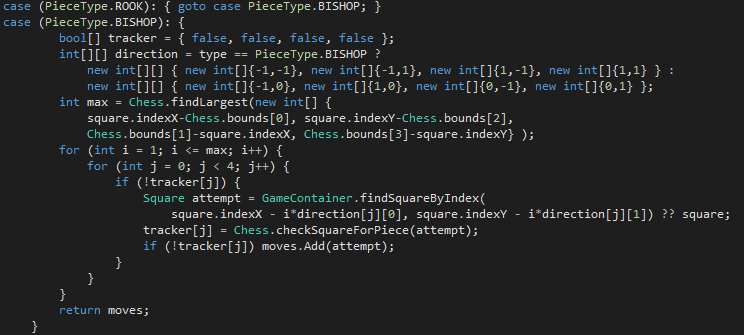 case (PieceType.ROOK): { goto case PieceType.BISHOP; }
case (PieceType.BISHOP): {
bool[] tracker = { false, false, false, false };
int[][] direction = type == PieceType.BISHOP ?
new int[][] { new int[]{-1,-1}, new int[]{-1,1}, new int[]{1,-1}, new int[]{1,1} } :
new int[][] { new int[]{-1,0}, new int[]{1,0}, new int[]{0,-1}, new int[]{0,1} };
int max = Chess.findLargest(new int[] {
square.indexX-Chess.bounds[0], square.indexY-Chess.bounds[2],
Chess.bounds[1]-square.indexX, Chess.bounds[3]-square.indexY} );
for (int i = 1; i <= max; i++) {
for (int j = 0; j < 4; j++) {
if (!tracker[j]) {
Square attempt = GameContainer.findSquareByIndex(
square.indexX - i*direction[j][0], square.indexY - i*direction[j][1]) ?? square;
tracker[j] = Chess.checkSquareForPiece(attempt);
if (!tracker[j]) moves.Add(attempt);
}
}
}
return moves;
}